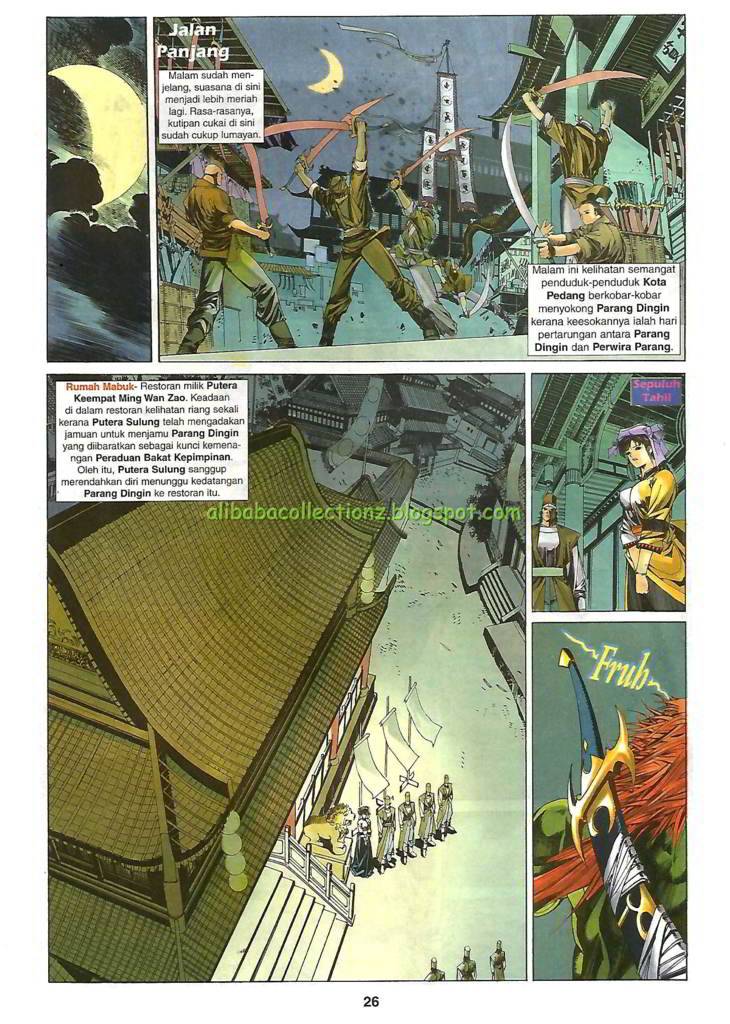 Jalan
Panjang
Malam sudah men-
jelang, suasana di sini
menjadi lebih meriah
lagi. Rasa-rasanya,
kutipan cukai di sini
sudah cukup lumayan.
Malam ini kelihatan semangat
penduduk-penduduk Kota
Pedang berkobar-kobar
menyokong Parang Dingin
kerana keesokannya ialah hari
pertarungan antara Parang
Dingin dan Perwira Parang.
Rumah Mabuk- Restoran milik Putera
Keempat Ming Wan Zao. Keadaan
di dalam restoran kelihatan riang sekali
kerana Putera Sulung telah mengadakan
jamuan untuk menjamu Parang Dingin
yang diibaratkan sebagai kunci kemena-
ngan Peraduan Bakat Kepimpinan.
Oleh itu, Putera Sulung sanggup
merendahkan diri menunggu kedatangan
Parang Dingin ke restoran itu.
Sepuluh
Tahil
alibabacollectionz.blogspot.com
Frub
26